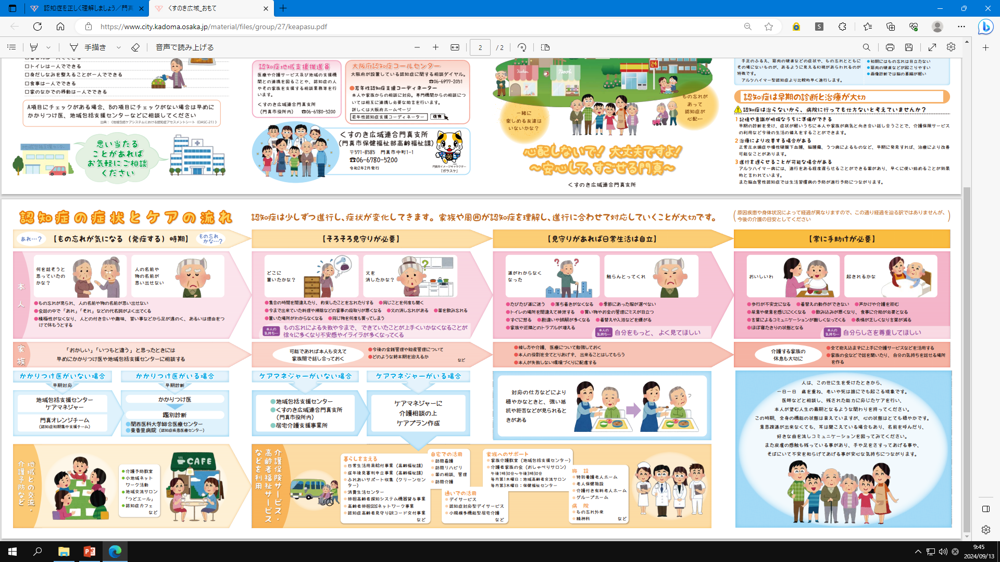 認知症を正しく理解しましょう／門真
くすのき広域_おもて
https://www.city.kadoma.osaka.jp/material/files/group/27/keapasu.pdf
手描き
音声で読み上げる
2
/ 2
□トイレは一人でできる
□身だしなみを整えることが一人でできる
□食事は一人でできる
□家のなかでの移動は一人でできる
A項目にチェックがある場合、Bの項目にチェックがない場合は早めに
かかりつけ医、地域包括支援センターなどに相談してください
出典：《地域包括ケアシステムにおける認知症アセスメントシート（DASC-21）》
地域包括支援センター
思い当たる
ことがあれば
お気軽にご相談
ください
認知症地域支援推進員
医療や介護サービス及び地域の支援機
関との連携を図ることや、認知症の人
やその家族を支援する相談業務等を行
います。
くすのき広域連合門真支所
（門真市役所内） ☎06-6780-5200
大阪府認知症コールセンター
大阪府が設置している認知症に関する相談ダイヤル。
☎06-6977-2051
●若年性認知症支援コーディネーター
本人や家族からの相談に対応。専門機関からの相談につ
いては相互に連携し必要な助言を行います。
詳しくは大阪府ホームページ
若年性認知症支援コーディネーター 検索
くすのき広域連合門真支所
(門真市保健福祉部高齢福祉課)
〒571-8585 門真市中町1-1
☎06-6780-5200
令和2年2月発行
門真市イメージキャラクター
「ガラスケ」
24
一緒に
楽しめる友達は
いないかな？
もの忘れが
あって
認知症が
心配…
心配しないで！ 大丈夫ですよ！
〜安心して、すごせる門真〜
くすのき広域連合門真支所
手足のふるえ、筋肉の硬直などの症状や、もの忘れとともに
その場にないものが、あるように見える幻視があらわれるのが
特徴です。
アルツハイマー型認知症より比較的早く進行します。
●初期にはもの忘れは目立たない
●筋肉の硬直などが起こりやすい
●画像診断では脳の萎縮が軽い
認知症は早期の診断と治療が大切
認知症は治らないから、病院に行っても仕方ないと考えていませんか？
1 記憶や意識が明確なうちに準備ができる
早期の診断を受け、症状が軽いうちに本人や家族が病気と向き合い話し合うことで、介護保険サービス
の利用など今後の生活の備えをすることができます。
2 治療により改善する場合がある
正常圧水頭症や慢性硬膜下血腫、脳腫瘍、うつ病によるものなど、早期に発見すれば、治療により改善
可能なことがあります。
3 進行を遅らせることが可能な場合がある
アルツハイマー病には、進行をある程度遅らせることができる薬があり、早くに使い始めることが効果
的と言われています。
また脳血管性認知症では生活習慣病の予防が進行予防につながります。
認知症の症状とケアの流れ
認知症は少しずつ進行し、症状が変化してきます。家族や周囲が認知症を理解し、進行に合わせて対応していくことが大切です。
（原因疾患や身体状況によって経過が異なりますので、この通り経過を辿る訳ではありませんが、
今後の介護の目安としてください）
あれ…？
【もの忘れが気になる（発症する）時期】
もの忘れ
かな…？
【そろそろ見守りが必要】
【見守りがあれば日常生活は自立】
【常に手助けが必要】
本人
何を話そうと
思っていたの
かな？
人の名前や
物の名前が
思い出せない
●もの忘れが見られ、人の名前や物の名前が思い出せない
●会話の中で「あれ」「それ」などの代名詞がよく出てくる
●積極性がなくなり、人との付き合いや趣味、習い事などから足が遠のく、あるいは理由をつ
けて休もうとする
どこに
置いたかな？
火を
消したかな？
●集合の時間を間違えたり、約束したことを忘れたりする ●同じことを何度も聞く
●今まで出来ていた料理や掃除などの家事の段取りが悪くなる ●火の消し忘れがある ●薬を飲み忘れる
●置いた場所がわからなくなる ●同じ物を何度も買ってしまう
本人の
気持ち…
もの忘れによる失敗や今まで、できていたことが上手くいかなくなることが
徐々に多くなり不安感やイライラが多くなってくる
道がわからなく
なった
触らんとってくれ
●たびたび道に迷う ●落ち着きがなくなる ●季節にあった服が選べない
●トイレの場所を間違えて排泄する ●買い物やお金の管理にミスが目立つ
●すぐに怒る ●勘違いや誤解が多くなる ●着替えや入浴などを嫌がる
●家族や近隣とのトラブルが増える
本人の
気持ち…
自分をもっと、よく見てほしい
おいしいわ
起きれるかな
●歩行が不安定になる ●着替えの動作ができない ●声かけや介護を拒む
●尿意や便意を感じにくくなる ●飲み込みが悪くなり、食事に介助が必要となる
●言葉によるコミュニケーションが難しくなってくる ●表情が乏しくなり言葉が減る
●ほぼ寝たきりの状態となる
本人の
気持ち…
自分らしさを尊重してほしい
家族
「おかしい」「いつもと違う」と思ったときには
早めにかかりつけ医や地域包括支援センターに相談する
可能であれば本人も交えて
家族間で話し合っておく
●今後の金銭管理や財産管理について
●どのような終末期を迎えるか
など
●接し方や介護、医療について勉強しておく
●本人の役割を全てとりあげず、出来ることはしてもらう
●本人が失敗しない環境づくりに配慮する
介護する家族の
休息も大切に
●全て抱え込まずに上手に介護サービスなどを活用する
●家族の会などで話を聞いたり、自分の気持ちを話せる場所
を作る
かかりつけ医がいない場合
早期対応
地域包括支援センター
ケアマネジャー
門真オレンジチーム
（認知症初期集中支援チーム）
かかりつけ医がいる場合
早期診断
かかりつけ医
鑑別診断
●関西医科大学総合医療センター
●東香里病院（認知症疾患医療センター）
ケアマネジャーがいない場合
●地域包括支援センター
●くすのき広域連合門真支所
（門真市役所内）
●居宅介護支援事業所
ケアマネジャーがいる場合
ケアマネジャーに
介護相談の上
ケアプラン作成
対応の仕方などにより
穏やかなときと、強い抵
抗や拒否などが見られると
きがある
人は、この世に生を受けたときから、
一日一日 歳を重ね、老いや死は誰にでも起こる現象です。
医師などと相談し、残された能力に応じたケアを行い、
本人が望む人生の最期となるような関わりを持ってください。
この時期、全身の機能の状態は衰えていますが、心の状態はとても穏やかです。
意思疎通が出来なくても、耳は聞こえている場合もあり、名前を呼んだり、
好きな曲を流しコミュニケーションを図ってみてください。
また皮膚の感触も残っている事があり、手や足をさすってあげる事や、
そばにいて不安を和らげてあげる事が安心な気持ちにつながります。
地域との交流・
介護予防など
●介護予防教室
●小地域ネット
ワーク活動
●地域交流サロン
「つどエール」
●認知症カフェ
など
CAFE
介護保険サービス・
高齢者福祉サービス
などを利用
暮らしを支える
●日常生活用具給付事業（高齢福祉課）
●成年後見審判申立事業（高齢福祉課）
●ふれあいサポート収集（クリーンセン
ター）
●消費生活センター
●徘徊高齢者探知システム機器貸与事業
●高齢者徘徊SOSネットワーク事業
●認知症高齢者見守りQRコード交付事業
など
自宅での活用
●訪問看護
●訪問リハビリ
●薬の相談、管理
●訪問介護
通いでの活用
●デイサービス
●認知症対応型デイサービス
●小規模多機能型居宅介護
など
家族へのサポート
●家族介護教室（地域包括支援センター）
●介護者家族の会（おしゃべりサロン）
午後1時30分〜午後3時30分
毎月第1木曜日：地域高齢者交流サロン
毎月第3木曜日：保健福祉センター
施 設
●特別養護老人ホーム
●老人保健施設
●介護付き有料老人ホーム
●グループホーム
病 院
●もの忘れ外来
●精神科
など
9:45
2024/09/13